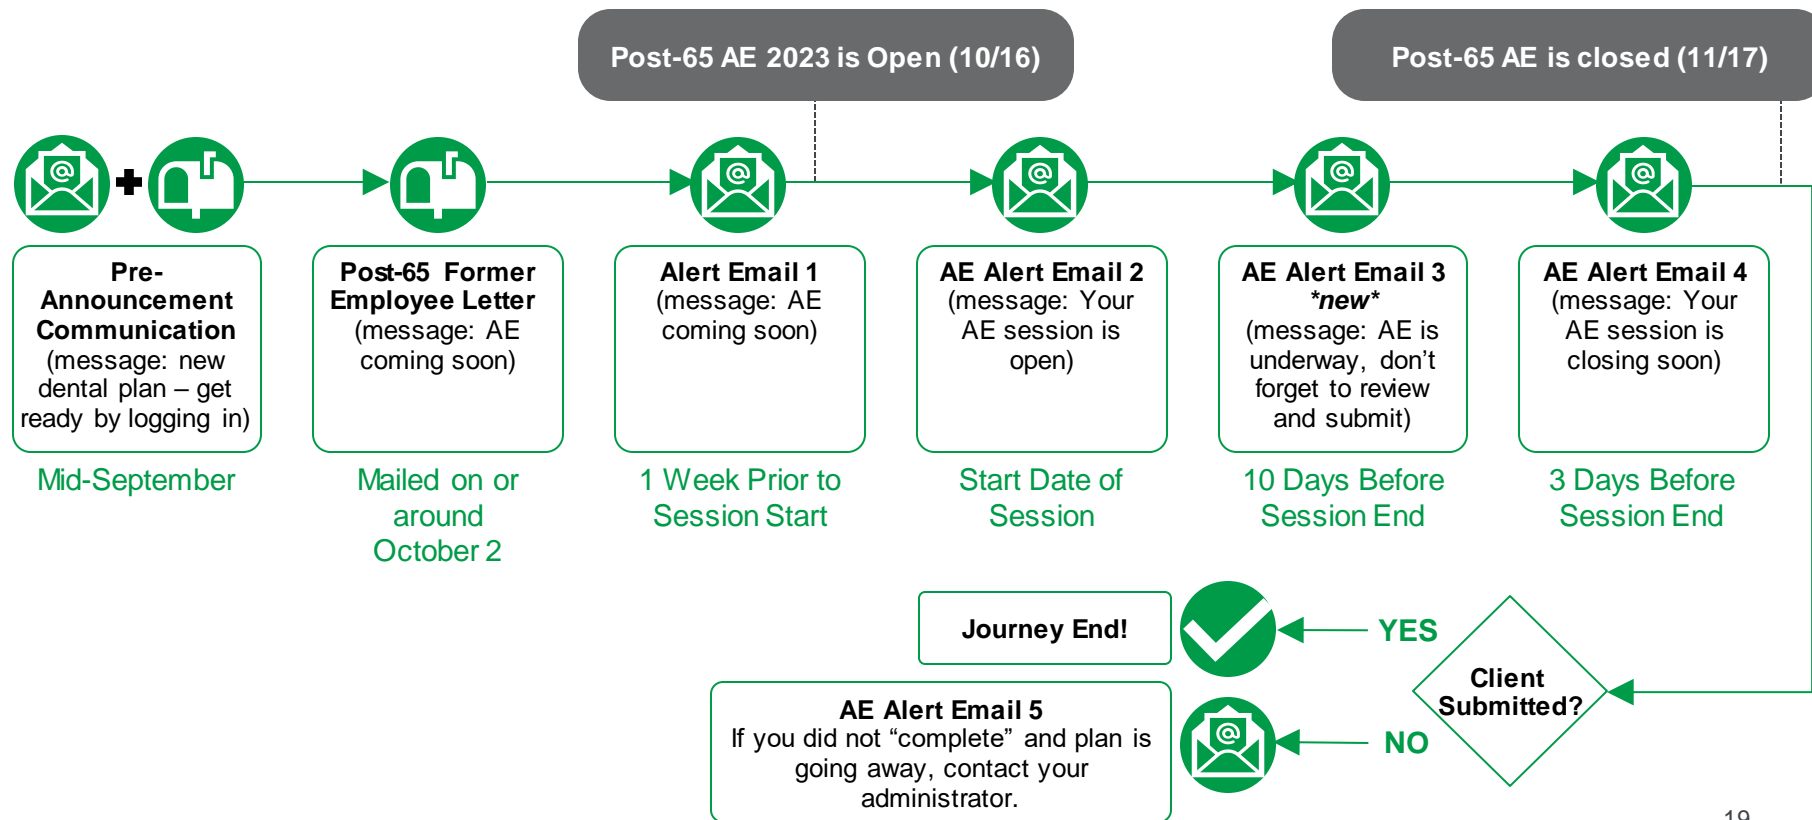 Post-65 AE 2023 is Open (10/16)
Post-65 AE is closed (11/17)
Pre-
Announcement
Communication
(message: new
dental plan – get
ready by logging in)
Mid-September
Post-65 Former
Employee Letter
(message: AE
coming soon)
Mailed on or
around
October 2
Alert Email 1
(message: AE
coming soon)
1 Week Prior to
Session Start
AE Alert Email 2
(message: Your
AE session is
open)
Start Date of
Session
AE Alert Email 3
*new*
(message: AE is
underway, don’t
forget to review
and submit)
10 Days Before
Session End
AE Alert Email 4
(message: Your
AE session is
closing soon)
3 Days Before
Session End
Client
Submitted?
YES
Journey End!
NO
AE Alert Email 5
If you did not “complete” and plan is
going away, contact your
administrator.
19